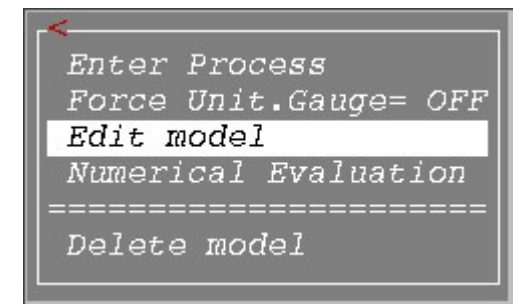 <
Enter Process
Force Unit.Gauge= OFF
Edit model
Numerical Evaluation
======================
Delete model